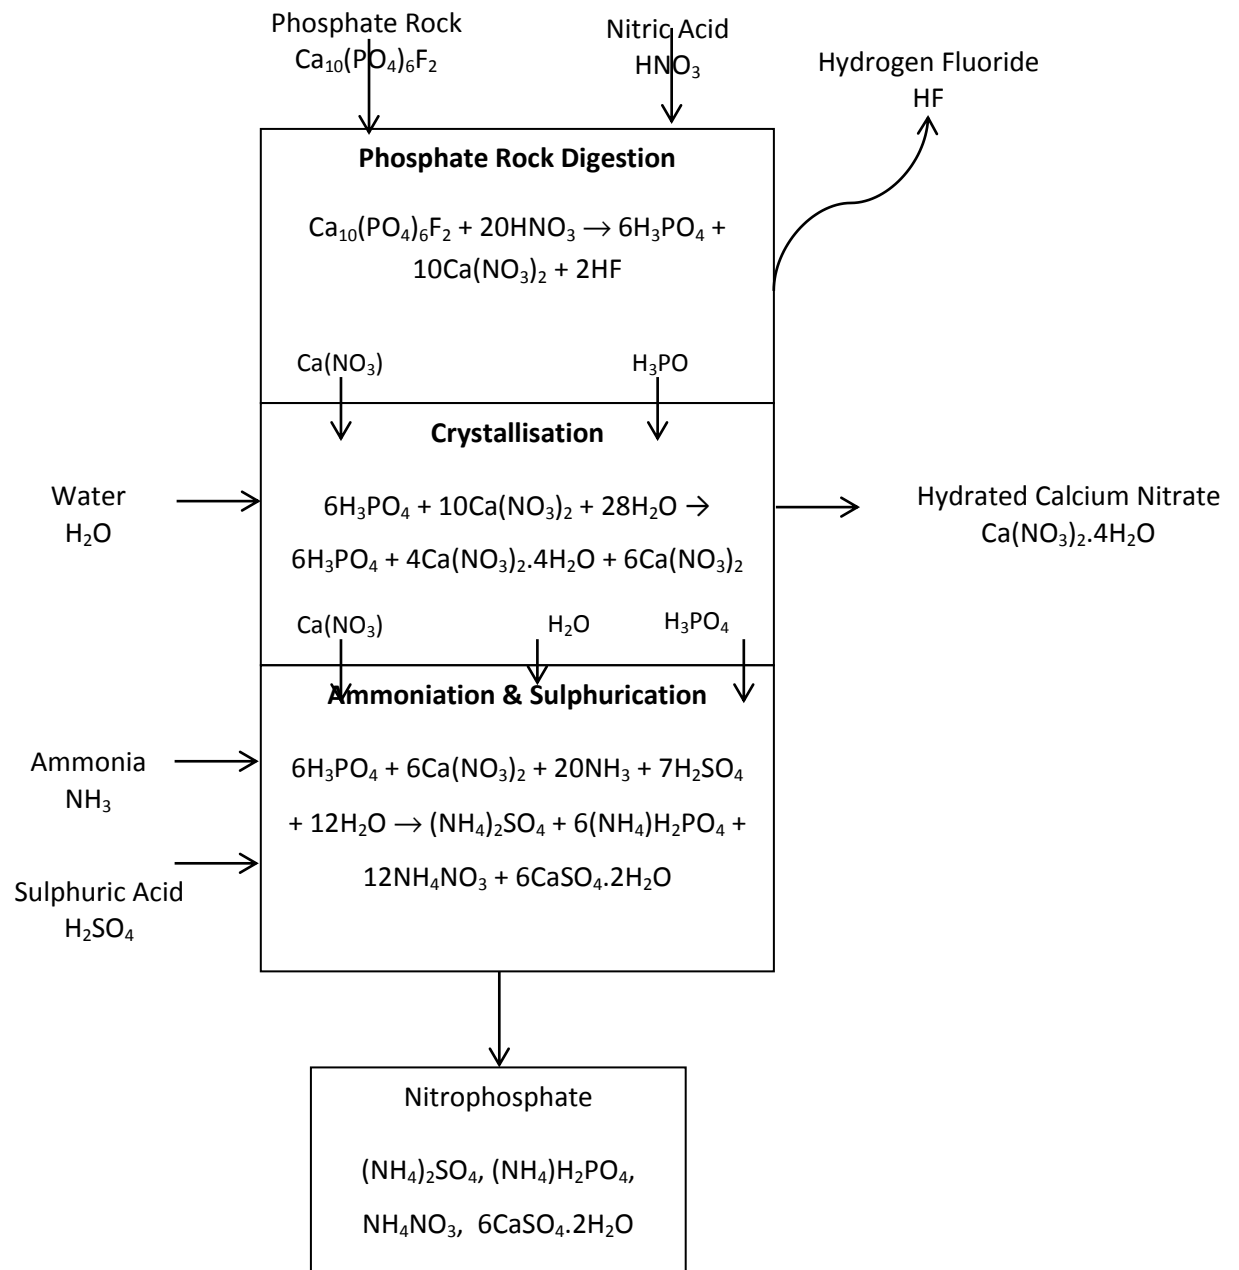 Phosphate Rock
Ca₁₀(PO₄)₆F₂
Nitric Acid
HNO₃
Hydrogen Fluoride
HF
Phosphate Rock Digestion
Ca₁₀(PO₄)₆F₂ + 20HNO₃ → 6H₃PO₄ +
10Ca(NO₃)₂ + 2HF
Ca(NO₃)
H₃PO
Crystallisation
Water
H₂O
6H₃PO₄ + 10Ca(NO₃)₂ + 28H₂O →
6H₃PO₄ + 4Ca(NO₃)₂.4H₂O + 6Ca(NO₃)₂
Hydrated Calcium Nitrate
Ca(NO₃)₂.4H₂O
Ca(NO₃)
H₂O
H₃PO₄
Ammoniation & Sulphurication
Ammonia
NH₃
Sulphuric Acid
H₂SO₄
6H₃PO₄ + 6Ca(NO₃)₂ + 20NH₃ + 7H₂SO₄
+ 12H₂O → (NH₄)₂SO₄ + 6(NH₄)H₂PO₄ +
12NH₄NO₃ + 6CaSO₄.2H₂O
Nitrophosphate
(NH₄)₂SO₄, (NH₄)H₂PO₄,
NH₄NO₃, 6CaSO₄.2H₂O